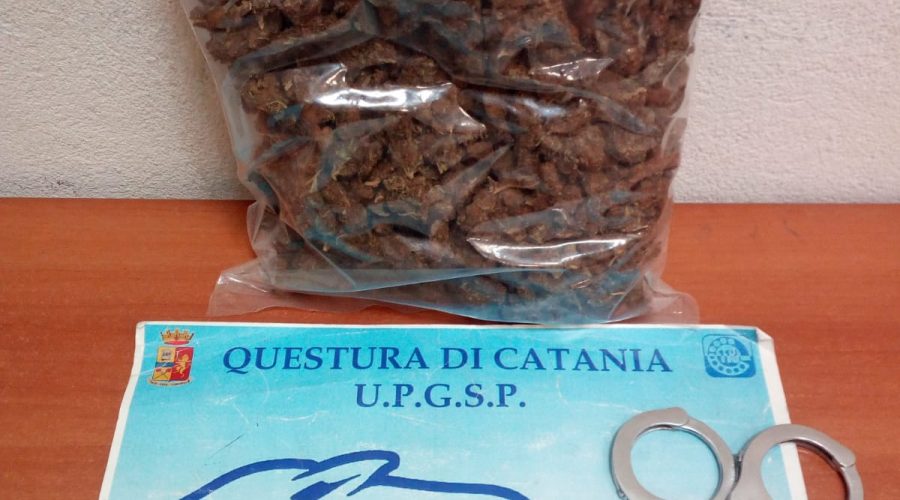 QUESTURA DI CATANIA
U.P.G.S.P.